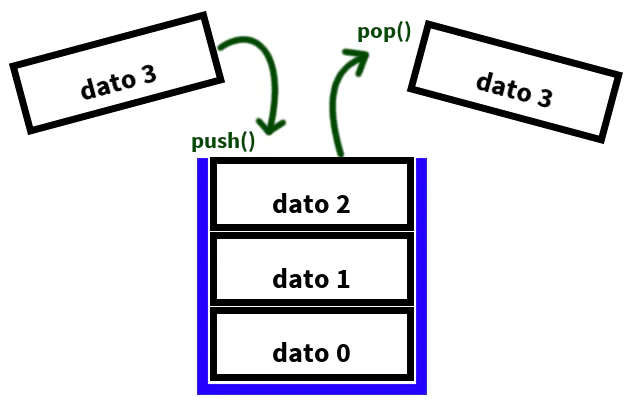 pop()
dato 3
dato 3
push()
dato 2
dato 1
dato 0